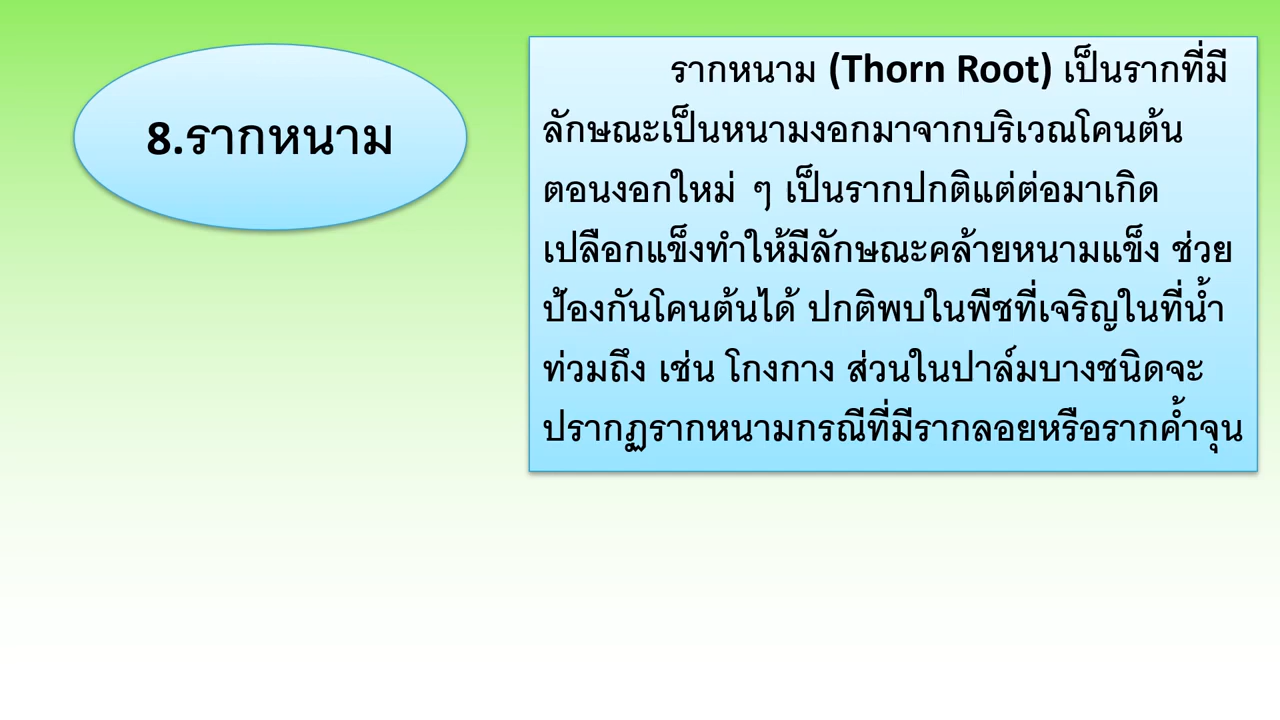 8.รากหนาม
รากหนาม (Thorn Root) เป็นรากที่มี
ลักษณะเป็นหนามงอกมาจากบริเวณโคนต้น
ตอนงอกใหม่ ๆ เป็นรากปกติแต่ต่อมาเกิด
เปลือกแข็งทำให้มีลักษณะคล้ายหนามแข็ง ช่วย
ป้องกันโคนต้นได้ ปกติพบในพืชที่เจริญในที่น้ำ
ท่วมถึง เช่น โกงกาง ส่วนในปาล์มบางชนิดจะ
ปรากฏรากหนามกรณีที่มีรากลอยหรือรากค้ำจุน